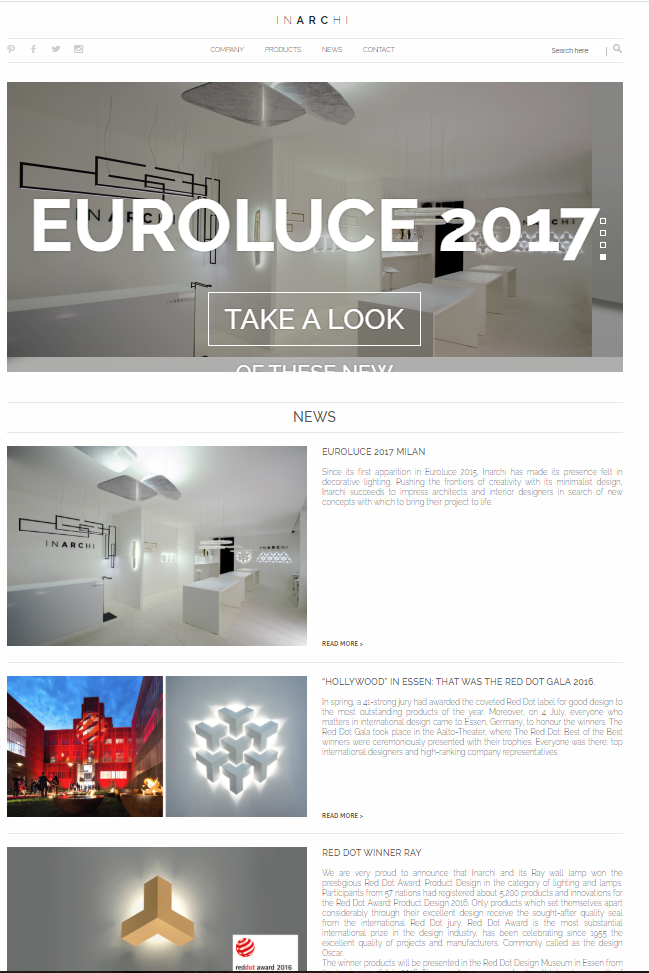 INARCHI
COMPANY PRODUCTS NEWS CONTACT Search here
INARCHI
EUROLUCE 2017
TAKE A LOOK
OF THESE NEW
NEWS
INARCHI
INARCHI
EUROLUCE 2017 MILAN
Since its first apparition in Euroluce 2015, Inarchi has made its presence felt in
decorative lighting. Pushing the frontiers of creativity with its minimalist design,
Inarchi succeeds to impress architects and interior designers in search of new
concepts with which to bring their project to life.
READ MORE >
"HOLLYWOOD" IN ESSEN: THAT WAS THE RED DOT GALA 2016.
In spring, a 41-strong jury had awarded the coveted Red Dot label for good design to
the most outstanding products of the year. Moreover, on 4 July, everyone who
matters in international design came to Essen, Germany, to honour the winners. The
Red Dot Gala took place in the Aalto-Theater, where The Red Dot: Best of the Best
winners were ceremoniously presented with their trophies. Everyone was there: top
international designers and high-ranking company representatives.
READ MORE >
reddot award 2016
RED DOT WINNER RAY
We are very proud to announce that Inarchi and its Ray wall lamp won the
prestigious Red Dot Award: Product Design in the category of lighting and lamps.
Participants from 57 nations had registered about 5,200 products and innovations for
the Red Dot Award: Product Design 2016. Only products which set themselves apart
considerably through their excellent design receive the sought-after quality seal
from the international Red Dot jury. Red Dot Award is the most substantial
international prize in the design industry, has been celebrating since 1955 the
excellent quality of projects and manufacturers. Commonly called as the design
Oscar.
The winner products will be presented in the Red Dot Design Museum in Essen from